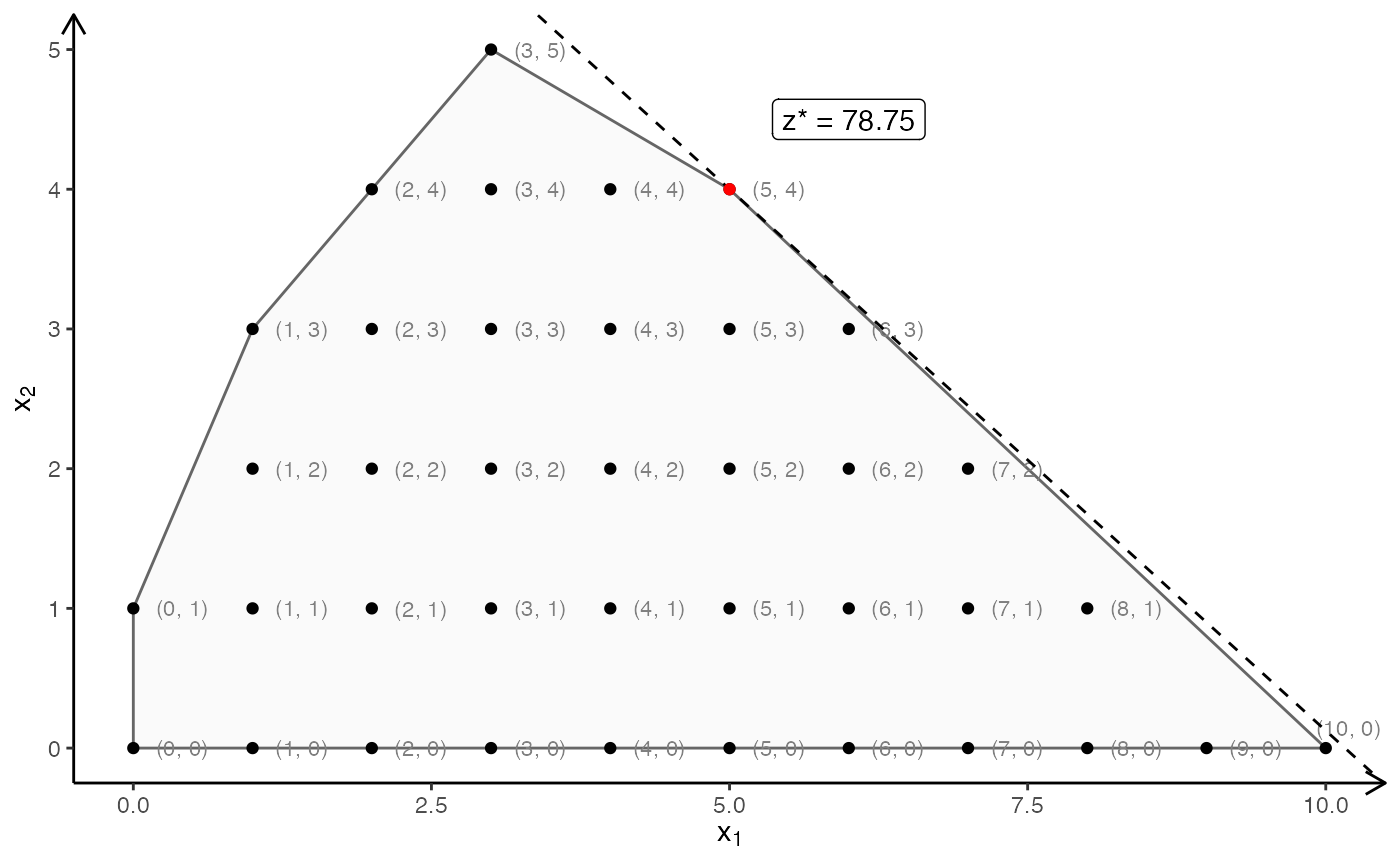 5
(3, 5)
z* = 78.75
4
(2, 4) (3, 4) (4, 4) (5, 4)
3
(1, 3) (2, 3) (3, 3) (4, 3) (5, 3) (6, 3)
x₂
2
(1, 2) (2, 2) (3, 2) (4, 2) (5, 2) (6, 2) (7, 2)
1
(0, 1) (1, 1) (2, 1) (3, 1) (4, 1) (5, 1) (6, 1) (7, 1) (8, 1)
(10, 0)
0
(0, 0) (1, 0) (2, 0) (3, 0) (4, 0) (5, 0) (6, 0) (7, 0) (8, 0) (9, 0)
0.0 2.5 5.0 7.5 10.0
x₁